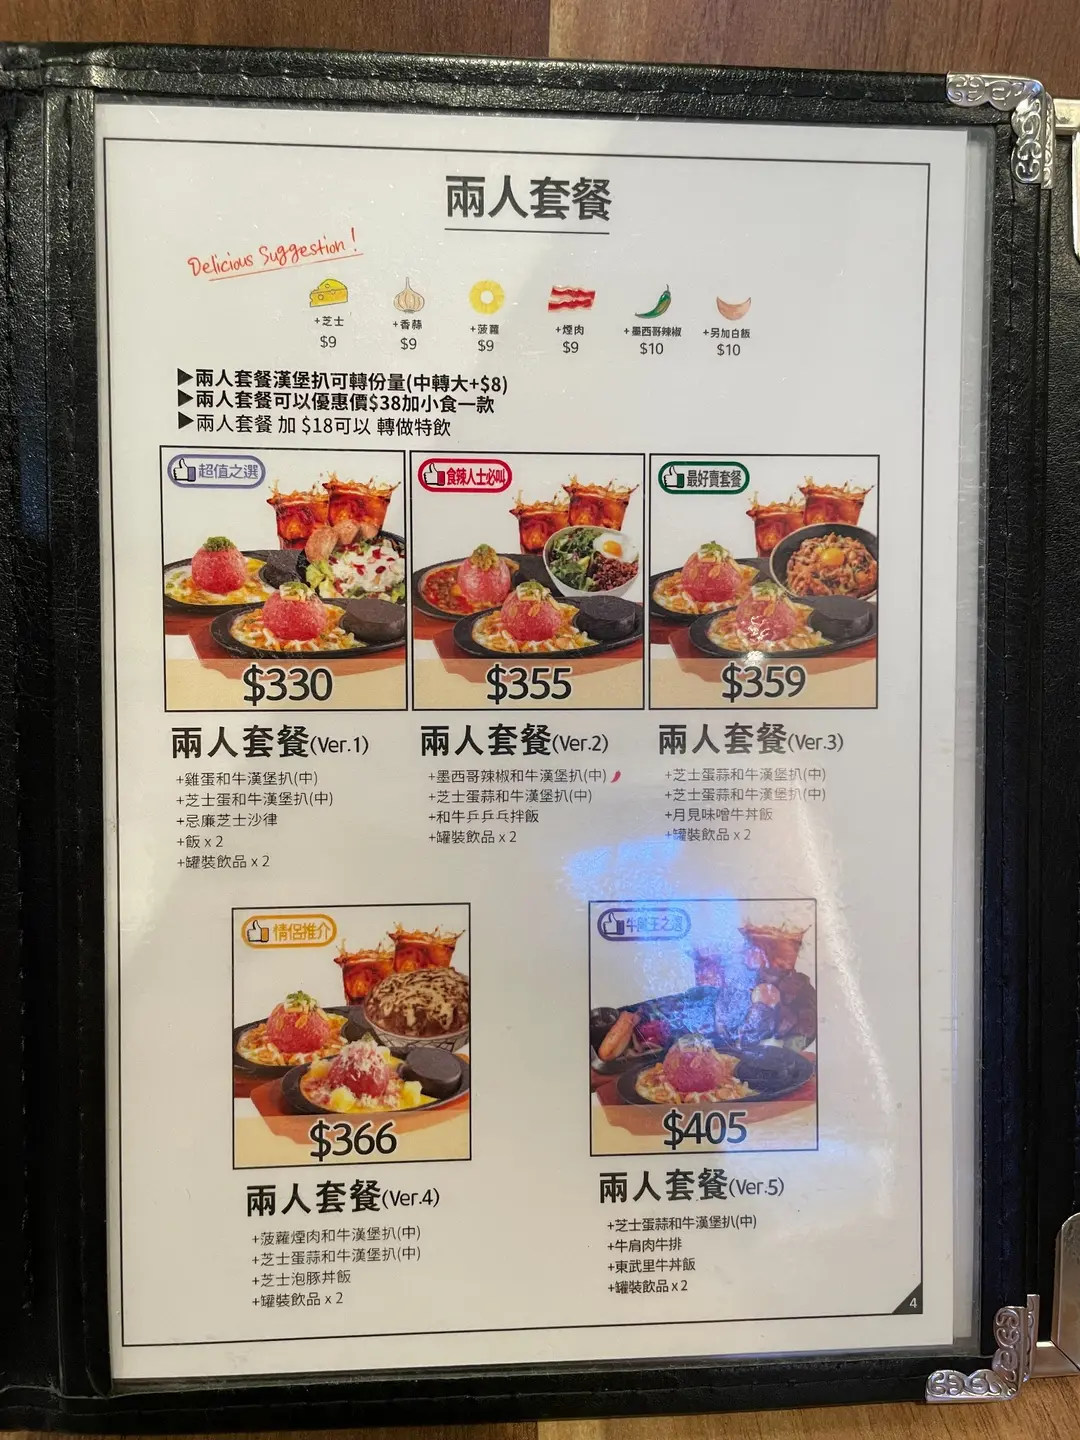 兩人套餐
Delicious Suggestion!
+芝士 +香蒜 +菠蘿 +煙肉 +墨西哥辣椒 +另加白飯
$9 $9 $9 $9 $10 $10
▶兩人套餐漢堡扒可轉份量(中轉大+$8)
▶兩人套餐可以優惠價$38加小食一款
▶兩人套餐 加 $18可以 轉做特飲
超值之選
$330
兩人套餐(Ver.1)
+雞蛋和牛漢堡扒(中)
+芝士蛋和牛漢堡扒(中)
+忌廉芝士沙律
+飯 x 2
+罐裝飲品 x 2
食辣人士必叫
$355
兩人套餐(Ver.2)
+墨西哥辣椒和牛漢堡扒(中)
+芝士蛋蒜和牛漢堡扒(中)
+和牛乒乒乓拌飯
+罐裝飲品 x 2
最好賣套餐
$359
兩人套餐(Ver.3)
+芝士蛋蒜和牛漢堡扒(中)
+芝士蛋蒜和牛漢堡扒(中)
+月見味噌牛丼飯
+罐裝飲品 x 2
情侶推介
$366
兩人套餐(Ver.4)
+菠蘿煙肉和牛漢堡扒(中)
+芝士蛋蒜和牛漢堡扒(中)
+芝士泡豚丼飯
+罐裝飲品 x 2
王之選
$405
兩人套餐(Ver.5)
+芝士蛋蒜和牛漢堡扒(中)
+牛肩肉牛排
+東武里牛丼飯
+罐裝飲品 x 2
4